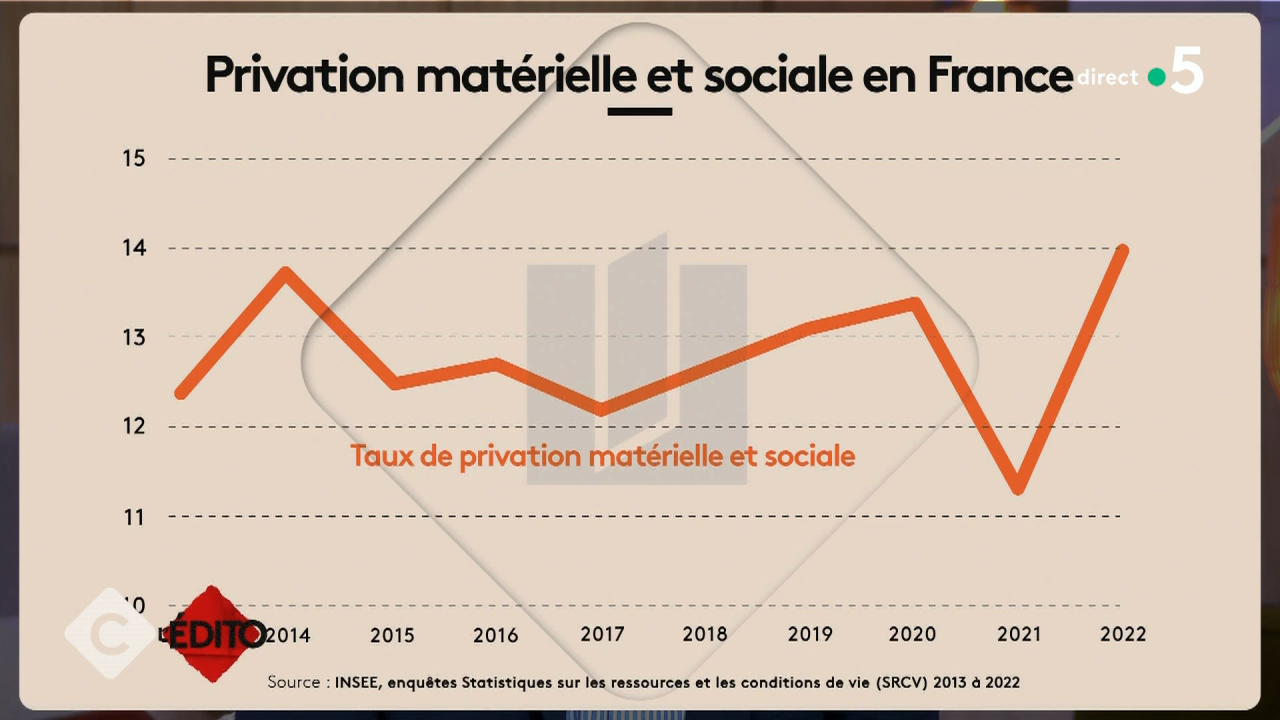 Privation matérielle et sociale en France
direct 5
15
14
13
12
Taux de privation matérielle et sociale
11
10
C
L'ÉDITO
2014 2015 2016 2017 2018 2019 2020 2021 2022
Source : INSEE, enquêtes Statistiques sur les ressources et les conditions de vie (SRCV) 2013 à 2022